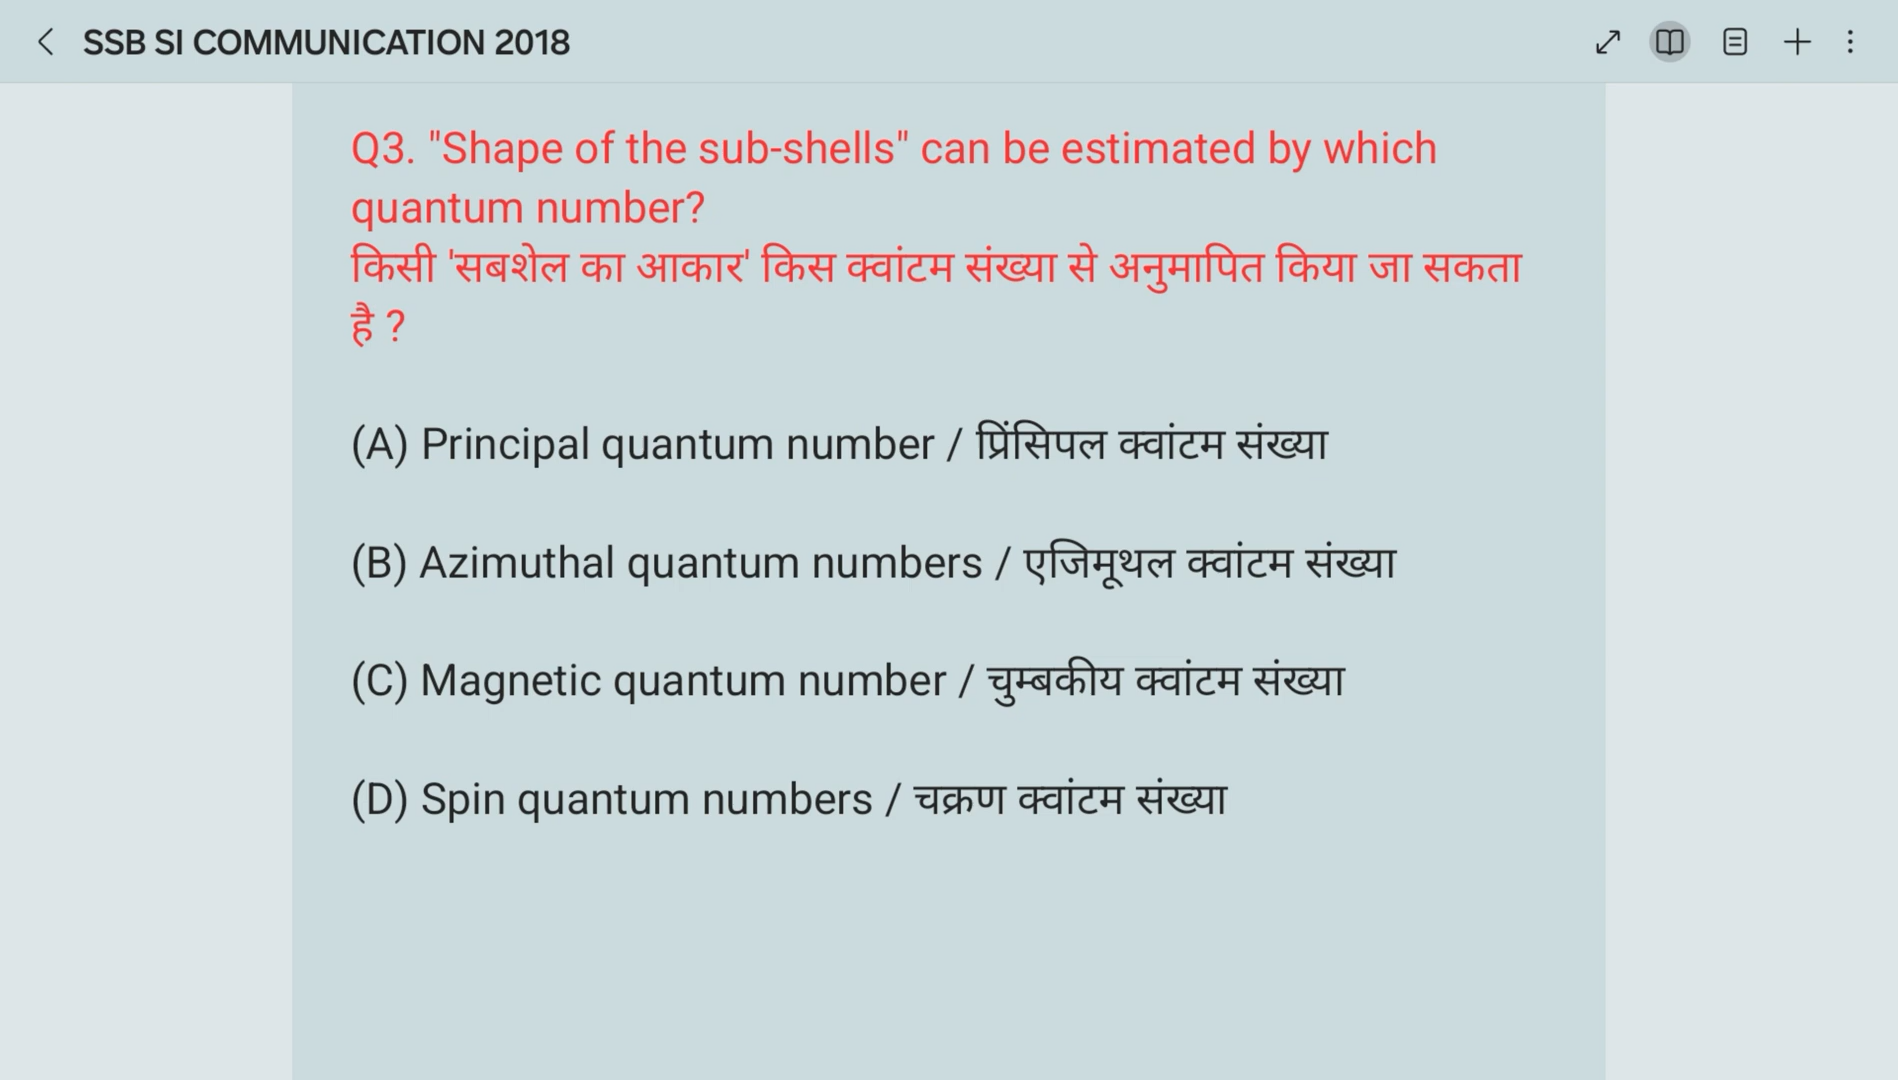 SSB SI COMMUNICATION 2018
Q3. "Shape of the sub-shells" can be estimated by which
quantum number?
किसी 'सबशेल का आकार' किस क्वांटम संख्या से अनुमापित किया जा सकता
है ?
(A) Principal quantum number / प्रिंसिपल क्वांटम संख्या
(B) Azimuthal quantum numbers / एजिमूथल क्वांटम संख्या
(C) Magnetic quantum number / चुम्बकीय क्वांटम संख्या
(D) Spin quantum numbers / चक्रण क्वांटम संख्या